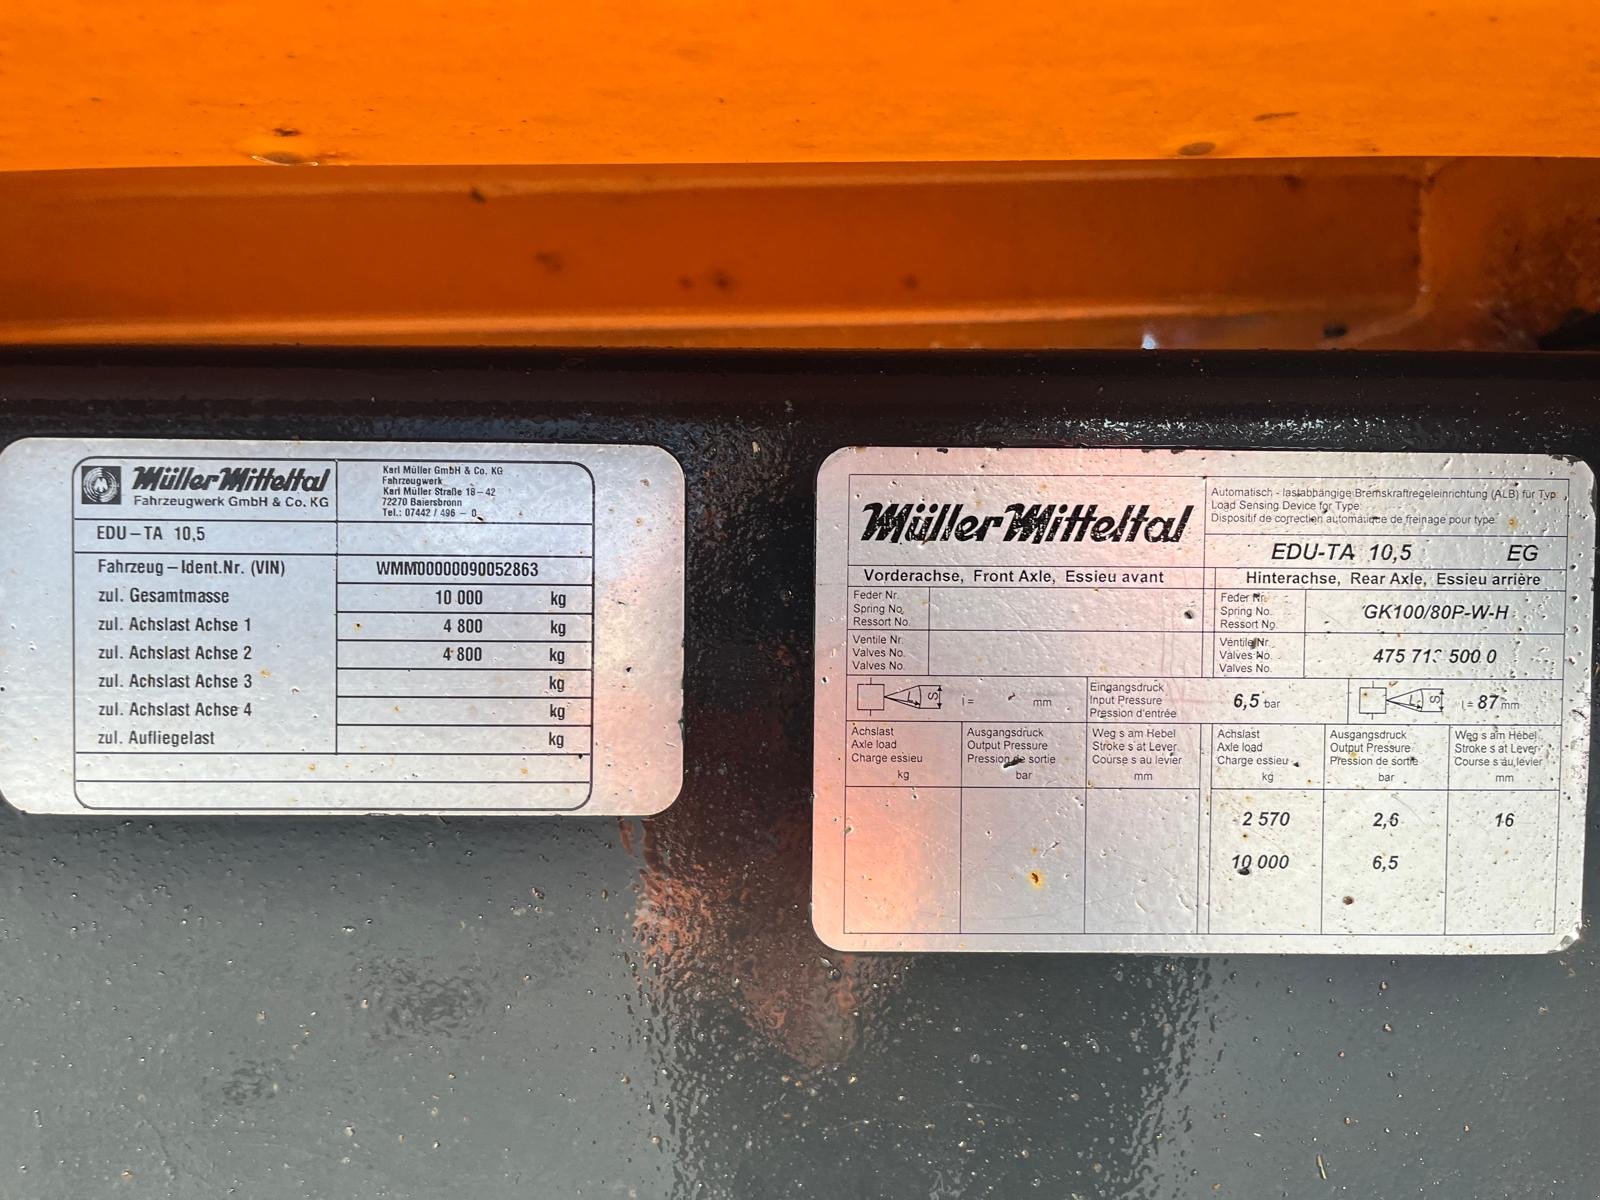 Müller Mitteltal
Fahrzeugwerk GmbH & Co. KG
Karl Müller GmbH & Co. KG
Fahrzeugwerk
Karl Müller Straße 18-42
72270 Baiersbronn
Tel.: 07442 / 496 - 0
EDU-TA 10,5
Fahrzeug-Ident.Nr. (VIN) WMM00000090052863
zul. Gesamtmasse 10 000 kg
zul. Achslast Achse 1 4 800 kg
zul. Achslast Achse 2 4 800 kg
zul. Achslast Achse 3 kg
zul. Achslast Achse 4 kg
zul. Aufliegelast kg
Müller Mitteltal
Automatisch - lastabhängige Bremskraftregeleinrichtung (ALB) für Typ:
Load Sensing Device for Type:
Dispositif de correction automatique de freinage pour type:
EDU-TA 10,5 EG
Vorderachse, Front Axle, Essieu avant
Feder Nr.
Spring No.
Ressort No.
Ventile Nr.
Valves No.
Valves No.
Hinterachse, Rear Axle, Essieu arrière
Feder Nr.
Spring No.
Ressort No.
GK100/80P-W-H
Ventile Nr.
Valves No.
Valves No.
475 500 0
L S l = - mm
Eingangsdruck
Input Pressure
Pression d'entrée
6,5 bar
L S l = 87 mm
Achslast
Axle load
Charge essieu
kg
Ausgangsdruck
Output Pressure
Pression de sortie
bar
Weg s am Hebel
Stroke s at Lever
Course s au levier
mm
Achslast
Axle load
Charge essieu
kg
Ausgangsdruck
Output Pressure
Pression de sortie
bar
Weg s am Hebel
Stroke s at Lever
Course s au levier
mm
2 570 2,6 16
10 000 6,5